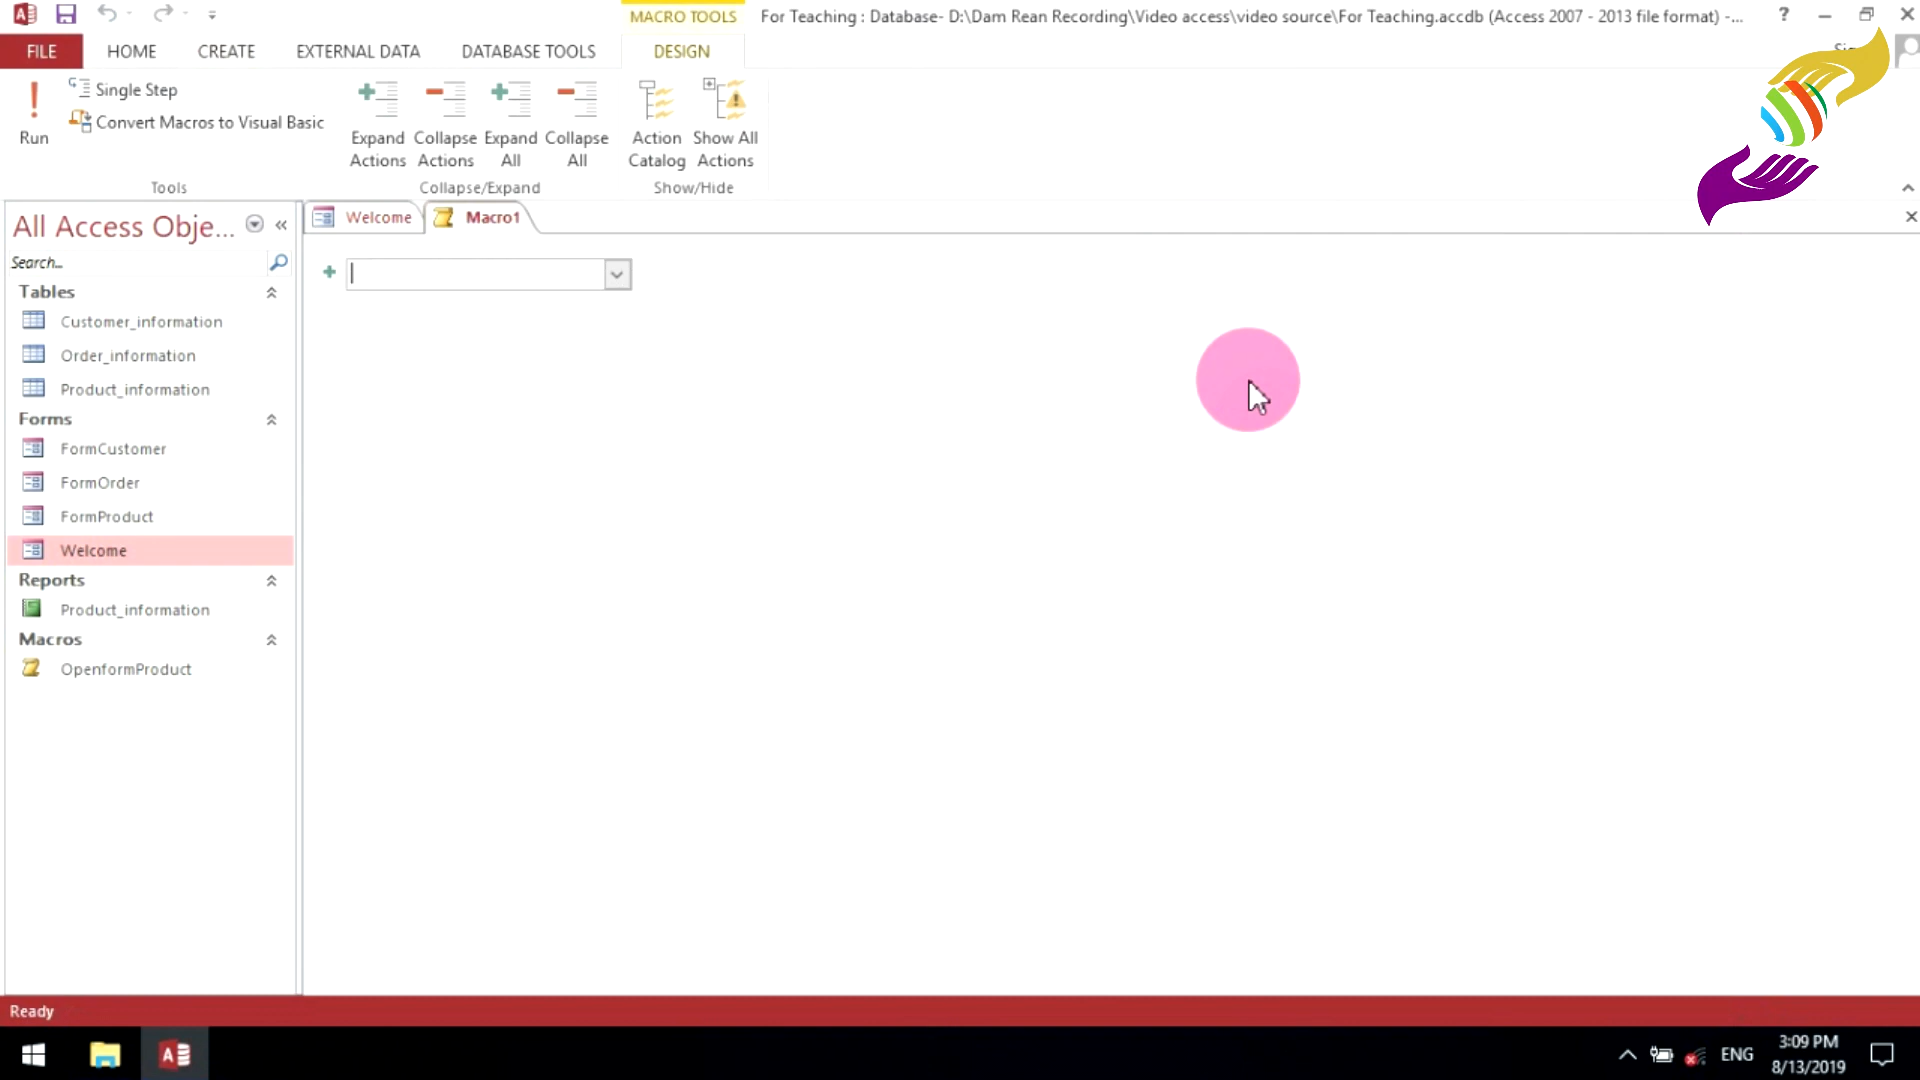 MACRO TOOLS
For Teaching : Database- D:\Dam Rean Recording\Video access\video source\For Teaching.accdb (Access 2007 - 2013 file format) -...
?
FILE
HOME
CREATE
EXTERNAL DATA
DATABASE TOOLS
DESIGN
Run
Single Step
Convert Macros to Visual Basic
Expand Actions
Collapse Actions
Expand All
Collapse All
Action Catalog
Show All Actions
Tools
Collapse/Expand
Show/Hide
All Access Obje...
Search...
Tables
Customer_information
Order_information
Product_information
Forms
FormCustomer
FormOrder
FormProduct
Welcome
Reports
Product_information
Macros
OpenformProduct
Welcome
Macro1
Ready
ENG
3:09 PM
8/13/2019